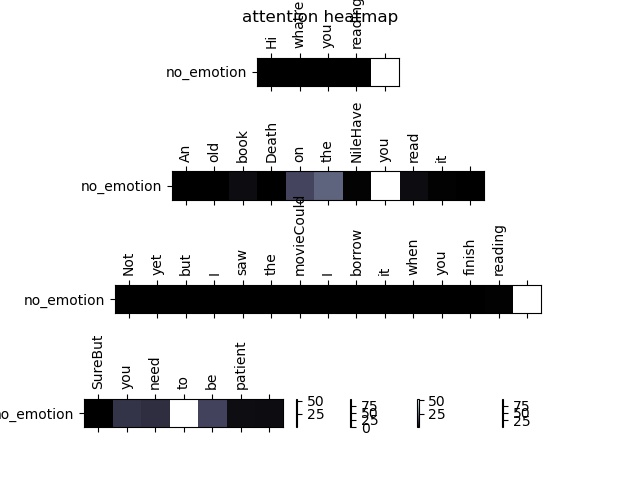 attention heatmap
Hi whatre you reading
no_emotion
An old book Death on the NileHave you read it
no_emotion
Not yet but I saw the movieCould I borrow it when you finish reading
no_emotion
SureBut you need to be patient
no_emotion
50 25
75 50 25 0
50 25
75 50 25